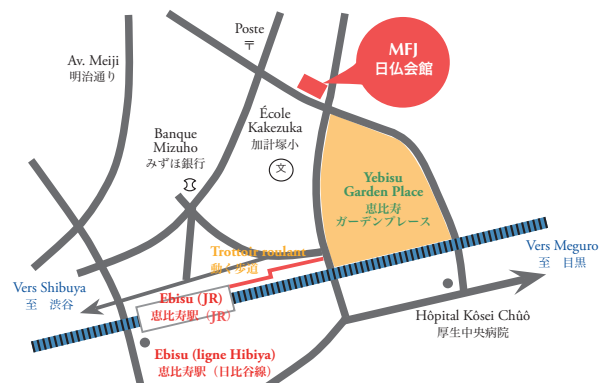 Poste
〒
MFJ
日仏会館
Av. Meiji
明治通り
École
Kakezuka
加計塚小
文
Banque
Mizuho
みずほ銀行
Yebisu
Garden Place
恵比寿
ガーデンプレース
Trottoir roulant
動く歩道
Vers Meguro
至　目黒
Vers Shibuya
至　渋谷
Ebisu (JR)
恵比寿駅（JR）
Hôpital Kôsei Chûô
厚生中央病院
Ebisu (ligne Hibiya)
恵比寿駅（日比谷線）